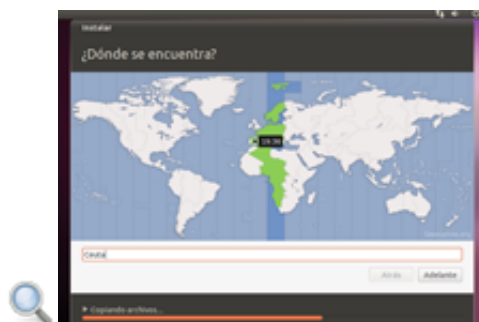 Instalar
¿Dónde se encuentra?
19:36
Ceuta
Atrás
Adelante
Copiando archivos...